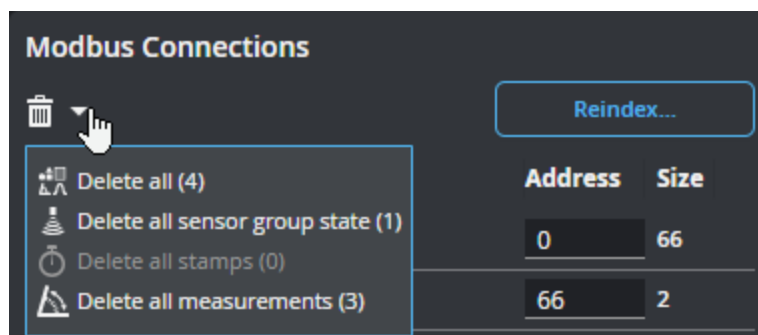 Modbus Connections
Reindex...
Delete all (4)
Address Size
Delete all sensor group state (1)
0 66
Delete all stamps (0)
Delete all measurements (3)
66 2